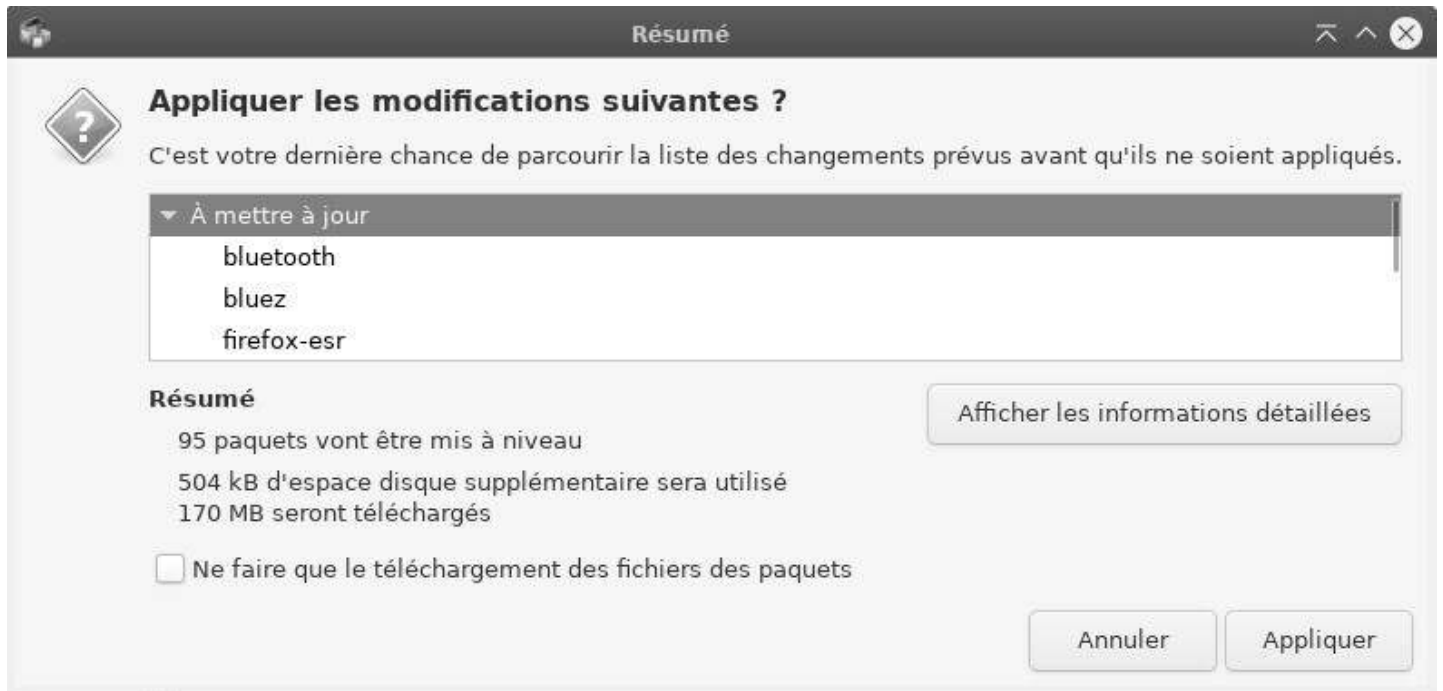 Résumé
Appliquer les modifications suivantes ?
C'est votre dernière chance de parcourir la liste des changements prévus avant qu'ils ne soient appliqués.
À mettre à jour
bluetooth
bluez
firefox-esr
Résumé
Afficher les informations détaillées
95 paquets vont être mis à niveau
504 kB d'espace disque supplémentaire sera utilisé
170 MB seront téléchargés
Ne faire que le téléchargement des fichiers des paquets
Annuler
Appliquer